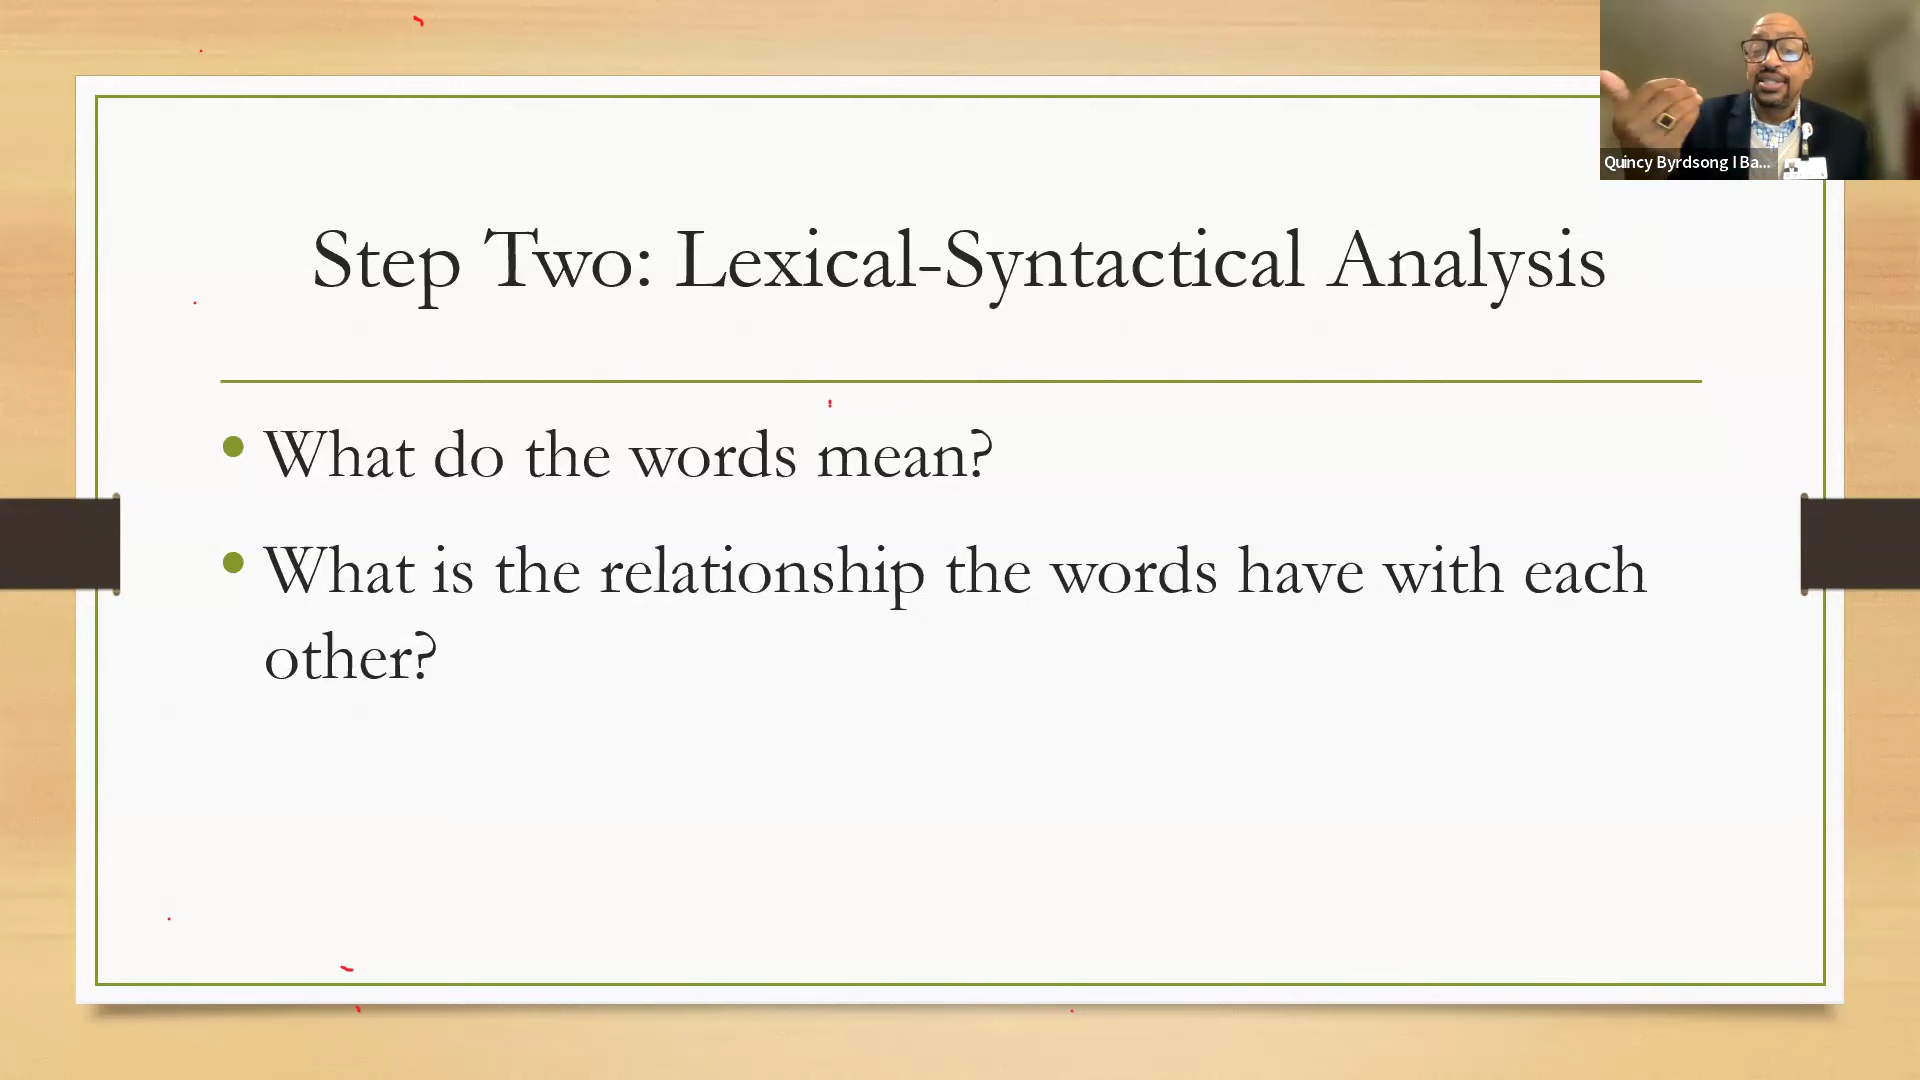 Step Two: Lexical-Syntactical Analysis
• What do the words mean?
• What is the relationship the words have with each
other?
Quincy Byrdsong I Ba...